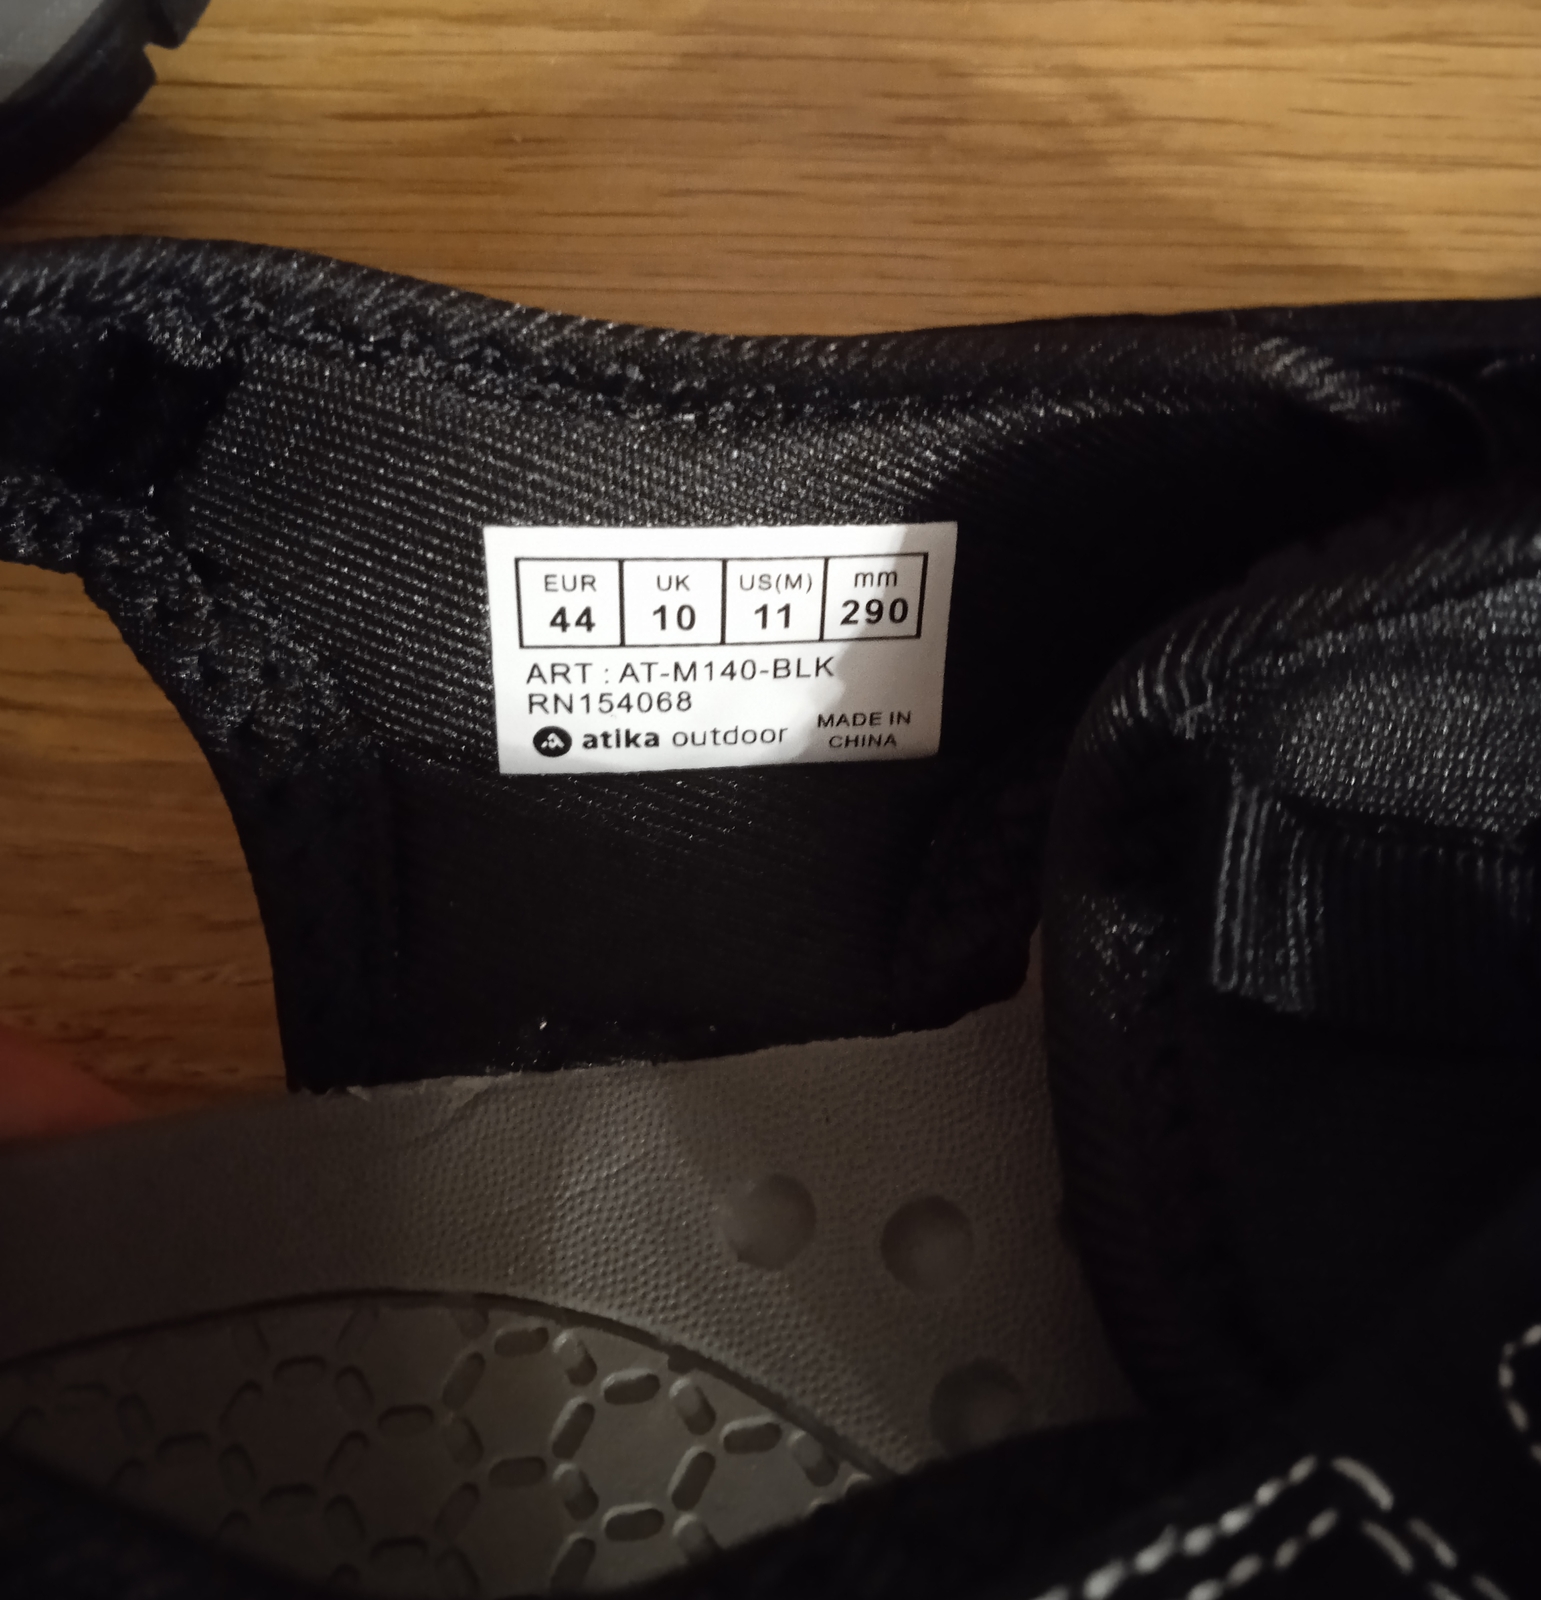 EUR UK US(M) mm
44 10 11 290
ART : AT-M140-BLK
RN154068
atika outdoor
MADE IN
CHINA